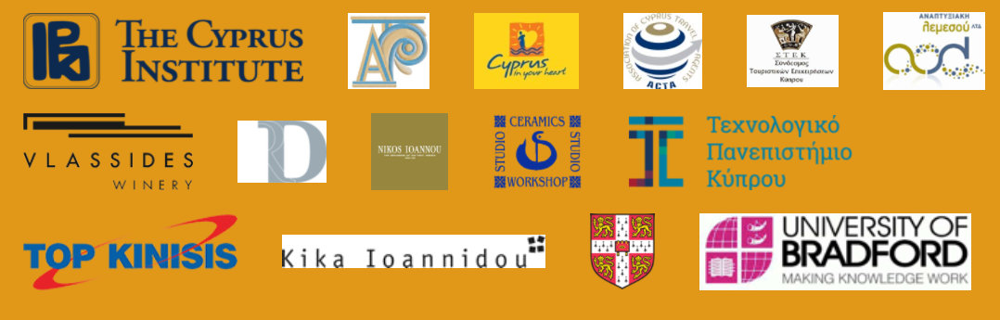 THE CYPRUS
INSTITUTE
Cyprus
in your heart
ASSOCIATION OF CYPRUS TRAVEL AGENTS
ACTA
ΣΤΕΚ
Σύνδεσμος
Τουριστικών Επιχειρήσεων
Κύπρου
ΑΝΑΠΤΥΞΙΑΚΗ
λεμεσού ΛΤΔ
VLASSIDES
WINERY
D
NIKOS IOANNOU
CERAMICS
STUDIO
STUDIO
WORKSHOP
Τεχνολογικό
Πανεπιστήμιο
Κύπρου
TOP KINISIS
Kika Ioannidou
UNIVERSITY OF
BRADFORD
MAKING KNOWLEDGE WORK